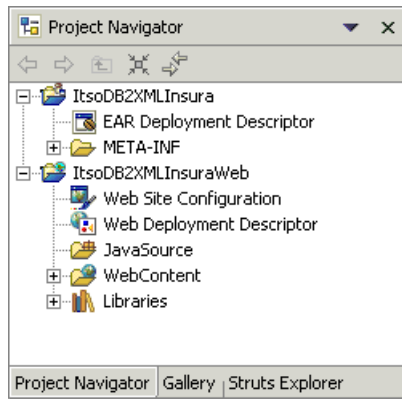 Project Navigator
ItsoDB2XMLInsura
EAR Deployment Descriptor
META-INF
ItsoDB2XMLInsuraWeb
Web Site Configuration
Web Deployment Descriptor
JavaSource
WebContent
Libraries
Project Navigator Gallery Struts Explorer